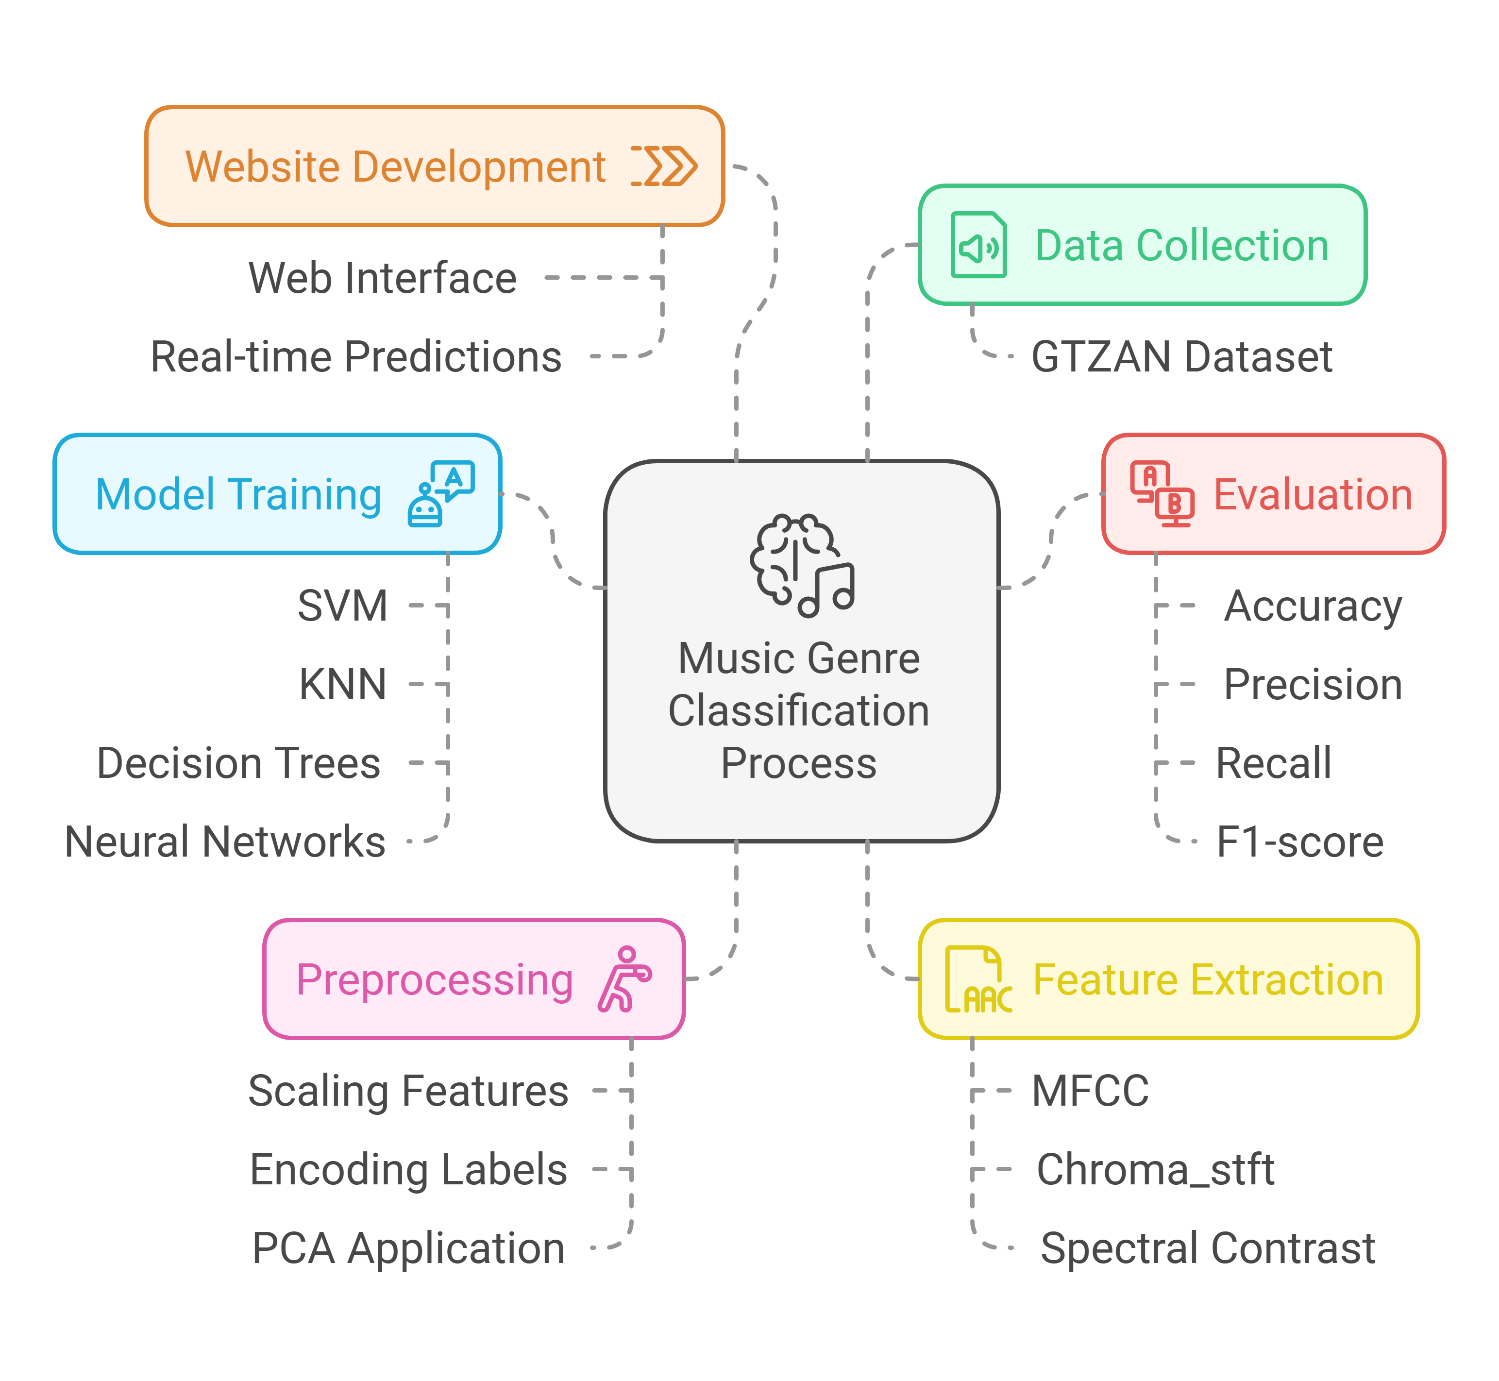 Website Development
Web Interface
Real-time Predictions
Data Collection
GTZAN Dataset
Model Training
A
SVM
KNN
Decision Trees
Neural Networks
Music Genre
Classification
Process
A
B
Evaluation
Accuracy
Precision
Recall
F1-score
Preprocessing
Scaling Features
Encoding Labels
PCA Application
AAC
Feature Extraction
MFCC
Chroma_stft
Spectral Contrast